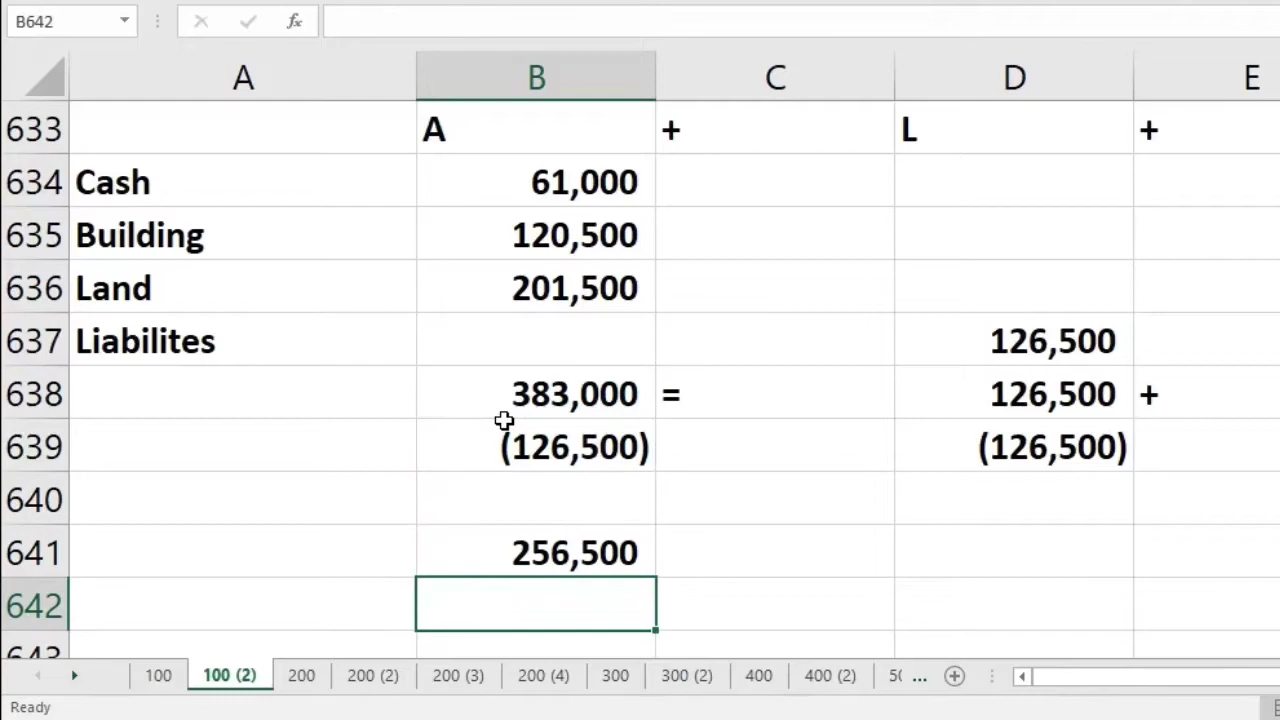 B642 fx
A B C D E
633 A + L +
634 Cash 61,000
635 Building 120,500
636 Land 201,500
637 Liabilites 126,500
638 383,000 = 126,500 +
639 (126,500) (126,500)
640
641 256,500
642
643
100 100 (2) 200 200 (2) 200 (3) 200 (4) 300 300 (2) 400 400 (2) 50 ...
Ready